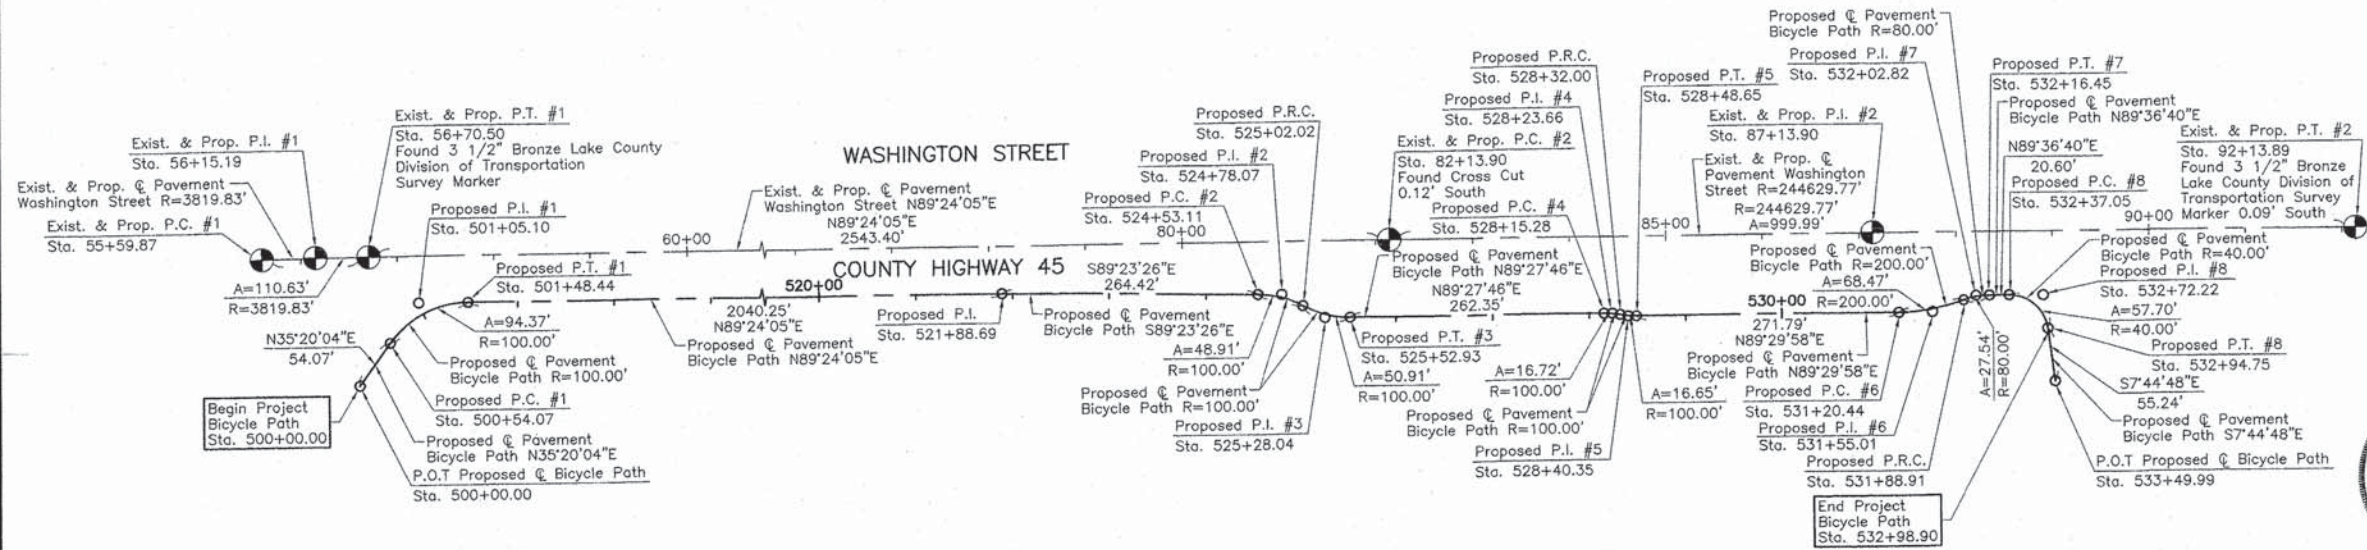 Exist. & Prop. P.I. #1
Sta. 56+15.19
Exist. & Prop. ℄ Pavement
Washington Street R=3819.83'
Exist. & Prop. P.C. #1
Sta. 55+59.87
A=110.63'
R=3819.83'
Exist. & Prop. P.T. #1
Sta. 56+70.50
Found 3 1/2" Bronze Lake County
Division of Transportation
Survey Marker
Proposed P.I. #1
Sta. 501+05.10
Proposed P.T. #1
Sta. 501+48.44
A=94.37'
R=100.00'
N35°20'04"E
54.07'
Proposed ℄ Pavement
Bicycle Path R=100.00'
Proposed P.C. #1
Sta. 500+54.07
Begin Project
Bicycle Path
Sta. 500+00.00
Proposed ℄ Pavement
Bicycle Path N35°20'04"E
P.O.T Proposed ℄ Bicycle Path
Sta. 500+00.00
60+00
WASHINGTON STREET
Exist. & Prop. ℄ Pavement
Washington Street N89°24'05"E
N89°24'05"E
2543.40'
COUNTY HIGHWAY 45
520+00
2040.25'
N89°24'05"E
Proposed ℄ Pavement
Bicycle Path N89°24'05"E
Proposed P.I.
Sta. 521+88.69
S89°23'26"E
264.42'
Proposed ℄ Pavement
Bicycle Path S89°23'26"E
Proposed P.R.C.
Sta. 525+02.02
Proposed P.I. #2
Sta. 524+78.07
Proposed P.C. #2
Sta. 524+53.11
80+00
A=48.91'
R=100.00'
Proposed ℄ Pavement
Bicycle Path R=100.00'
Proposed P.I. #3
Sta. 525+28.04
A=50.91'
R=100.00'
Proposed P.T. #3
Sta. 525+52.93
Proposed P.R.C.
Sta. 528+32.00
Proposed P.I. #4
Sta. 528+23.66
Exist. & Prop. P.C. #2
Sta. 82+13.90
Found Cross Cut
0.12' South
Proposed P.C. #4
Sta. 528+15.28
Proposed ℄ Pavement
Bicycle Path N89°27'46"E
N89°27'46"E
262.35'
A=16.72'
R=100.00'
Proposed ℄ Pavement
Bicycle Path R=100.00'
Proposed P.I. #5
Sta. 528+40.35
Proposed P.T. #5
Sta. 528+48.65
85+00
A=16.65'
R=100.00'
Proposed ℄ Pavement
Bicycle Path R=80.00'
Proposed P.I. #7
Sta. 532+02.82
Exist. & Prop. P.I. #2
Sta. 87+13.90
Exist. & Prop. ℄
Pavement Washington
Street R=244629.77'
R=244629.77'
A=999.99'
Proposed ℄ Pavement
Bicycle Path R=200.00'
A=68.47'
R=200.00'
530+00
271.79'
N89°29'58"E
Proposed ℄ Pavement
Bicycle Path N89°29'58"E
Proposed P.C. #6
Sta. 531+20.44
Proposed P.I. #6
Sta. 531+55.01
Proposed P.R.C.
Sta. 531+88.91
A=27.54'
R=80.00'
End Project
Bicycle Path
Sta. 532+98.90
Proposed P.T. #7
Sta. 532+16.45
Proposed ℄ Pavement
Bicycle Path N89°36'40"E
N89°36'40"E
20.60'
Proposed P.C. #8
Sta. 532+37.05
Exist. & Prop. P.T. #2
Sta. 92+13.89
Found 3 1/2" Bronze
Lake County Division of
Transportation Survey
Marker 0.09' South
90+00
Proposed ℄ Pavement
Bicycle Path R=40.00'
Proposed P.I. #8
Sta. 532+72.22
A=57.70'
R=40.00'
Proposed P.T. #8
Sta. 532+94.75
S7°44'48"E
55.24'
Proposed ℄ Pavement
Bicycle Path S7°44'48"E
P.O.T Proposed ℄ Bicycle Path
Sta. 533+49.99